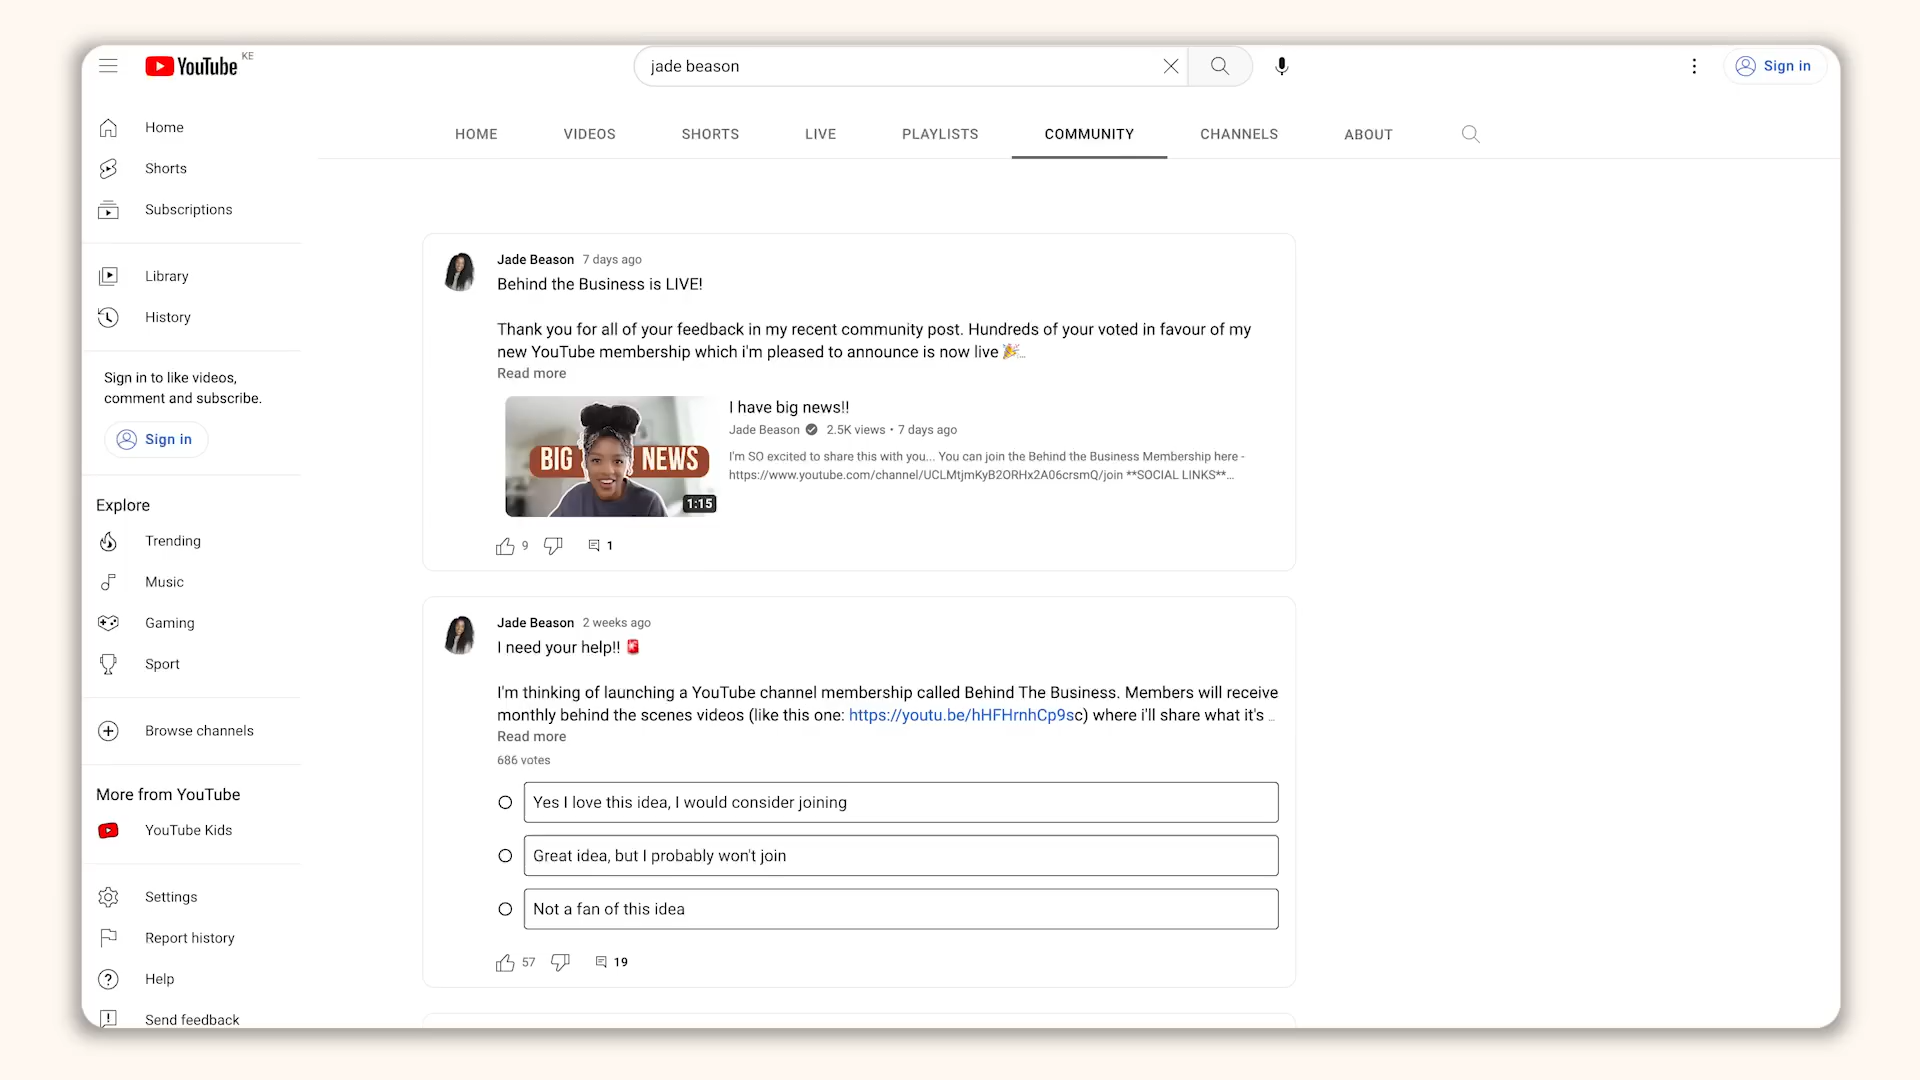 YouTube KE
jade beason
Sign in
Home
Shorts
Subscriptions
Library
History
Sign in to like videos,
comment and subscribe.
Sign in
Explore
Trending
Music
Gaming
Sport
Browse channels
More from YouTube
YouTube Kids
Settings
Report history
Help
Send feedback
HOME VIDEOS SHORTS LIVE PLAYLISTS COMMUNITY CHANNELS ABOUT
Jade Beason 7 days ago
Behind the Business is LIVE!
Thank you for all of your feedback in my recent community post. Hundreds of your voted in favour of my
new YouTube membership which i'm pleased to announce is now live 🎉...
Read more
BIG NEWS
1:15
I have big news!!
Jade Beason 2.5K views • 7 days ago
I'm SO excited to share this with you... You can join the Behind the Business Membership here -
https://www.youtube.com/channel/UCLMtjmKyB2ORHx2A06crsmQ/join **SOCIAL LINKS**...
9 1
Jade Beason 2 weeks ago
I need your help!! 🚨
I'm thinking of launching a YouTube channel membership called Behind The Business. Members will receive
monthly behind the scenes videos (like this one: https://youtu.be/hHFHrnhCp9sc) where i'll share what it's ...
Read more
686 votes
Yes I love this idea, I would consider joining
Great idea, but I probably won't join
Not a fan of this idea
57 19